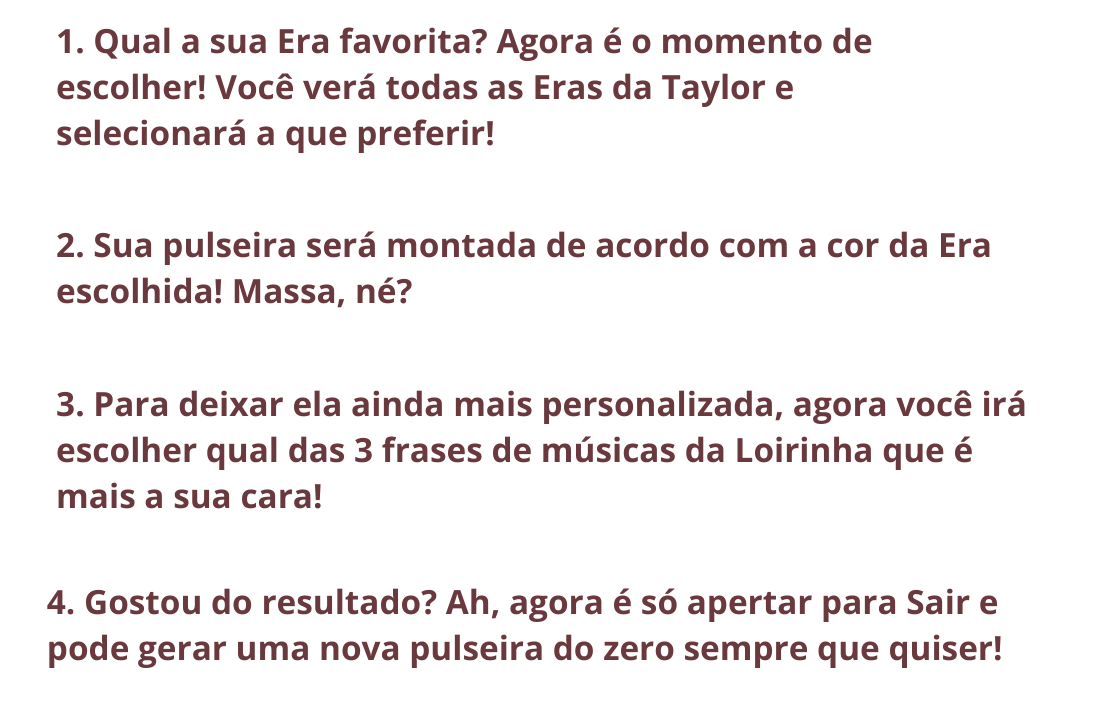 1. Qual a sua Era favorita? Agora é o momento de
escolher! Você verá todas as Eras da Taylor e
selecionará a que preferir!
2. Sua pulseira será montada de acordo com a cor da Era
escolhida! Massa, né?
3. Para deixar ela ainda mais personalizada, agora você irá
escolher qual das 3 frases de músicas da Loirinha que é
mais a sua cara!
4. Gostou do resultado? Ah, agora é só apertar para Sair e
pode gerar uma nova pulseira do zero sempre que quiser!